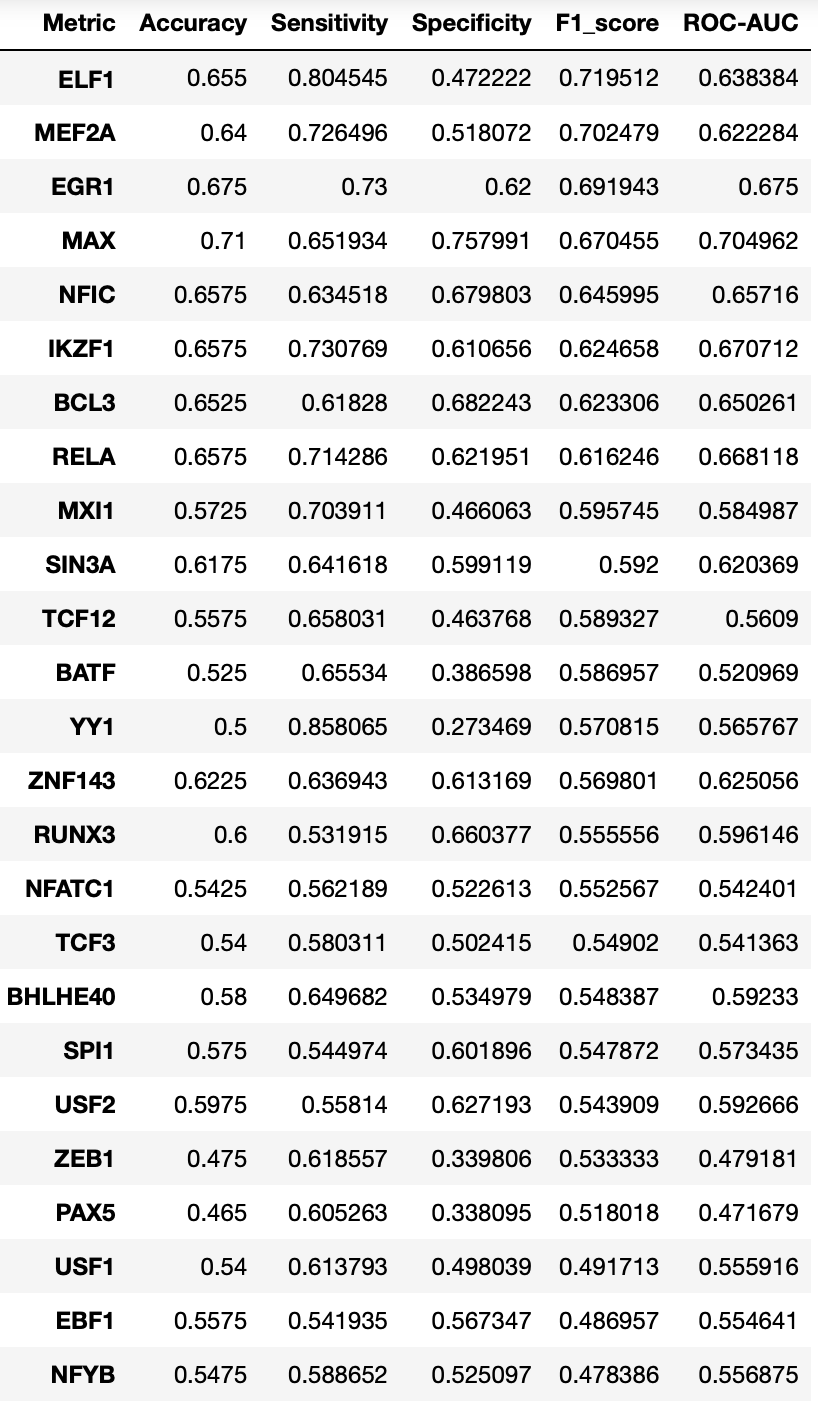 Metric Accuracy Sensitivity Specificity F1_score ROC-AUC
ELF1 0.655 0.804545 0.472222 0.719512 0.638384
MEF2A 0.64 0.726496 0.518072 0.702479 0.622284
EGR1 0.675 0.73 0.62 0.691943 0.675
MAX 0.71 0.651934 0.757991 0.670455 0.704962
NFIC 0.6575 0.634518 0.679803 0.645995 0.65716
IKZF1 0.6575 0.730769 0.610656 0.624658 0.670712
BCL3 0.6525 0.61828 0.682243 0.623306 0.650261
RELA 0.6575 0.714286 0.621951 0.616246 0.668118
MXI1 0.5725 0.703911 0.466063 0.595745 0.584987
SIN3A 0.6175 0.641618 0.599119 0.592 0.620369
TCF12 0.5575 0.658031 0.463768 0.589327 0.5609
BATF 0.525 0.65534 0.386598 0.586957 0.520969
YY1 0.5 0.858065 0.273469 0.570815 0.565767
ZNF143 0.6225 0.636943 0.613169 0.569801 0.625056
RUNX3 0.6 0.531915 0.660377 0.555556 0.596146
NFATC1 0.5425 0.562189 0.522613 0.552567 0.542401
TCF3 0.54 0.580311 0.502415 0.54902 0.541363
BHLHE40 0.58 0.649682 0.534979 0.548387 0.59233
SPI1 0.575 0.544974 0.601896 0.547872 0.573435
USF2 0.5975 0.55814 0.627193 0.543909 0.592666
ZEB1 0.475 0.618557 0.339806 0.533333 0.479181
PAX5 0.465 0.605263 0.338095 0.518018 0.471679
USF1 0.54 0.613793 0.498039 0.491713 0.555916
EBF1 0.5575 0.541935 0.567347 0.486957 0.554641
NFYB 0.5475 0.588652 0.525097 0.478386 0.556875